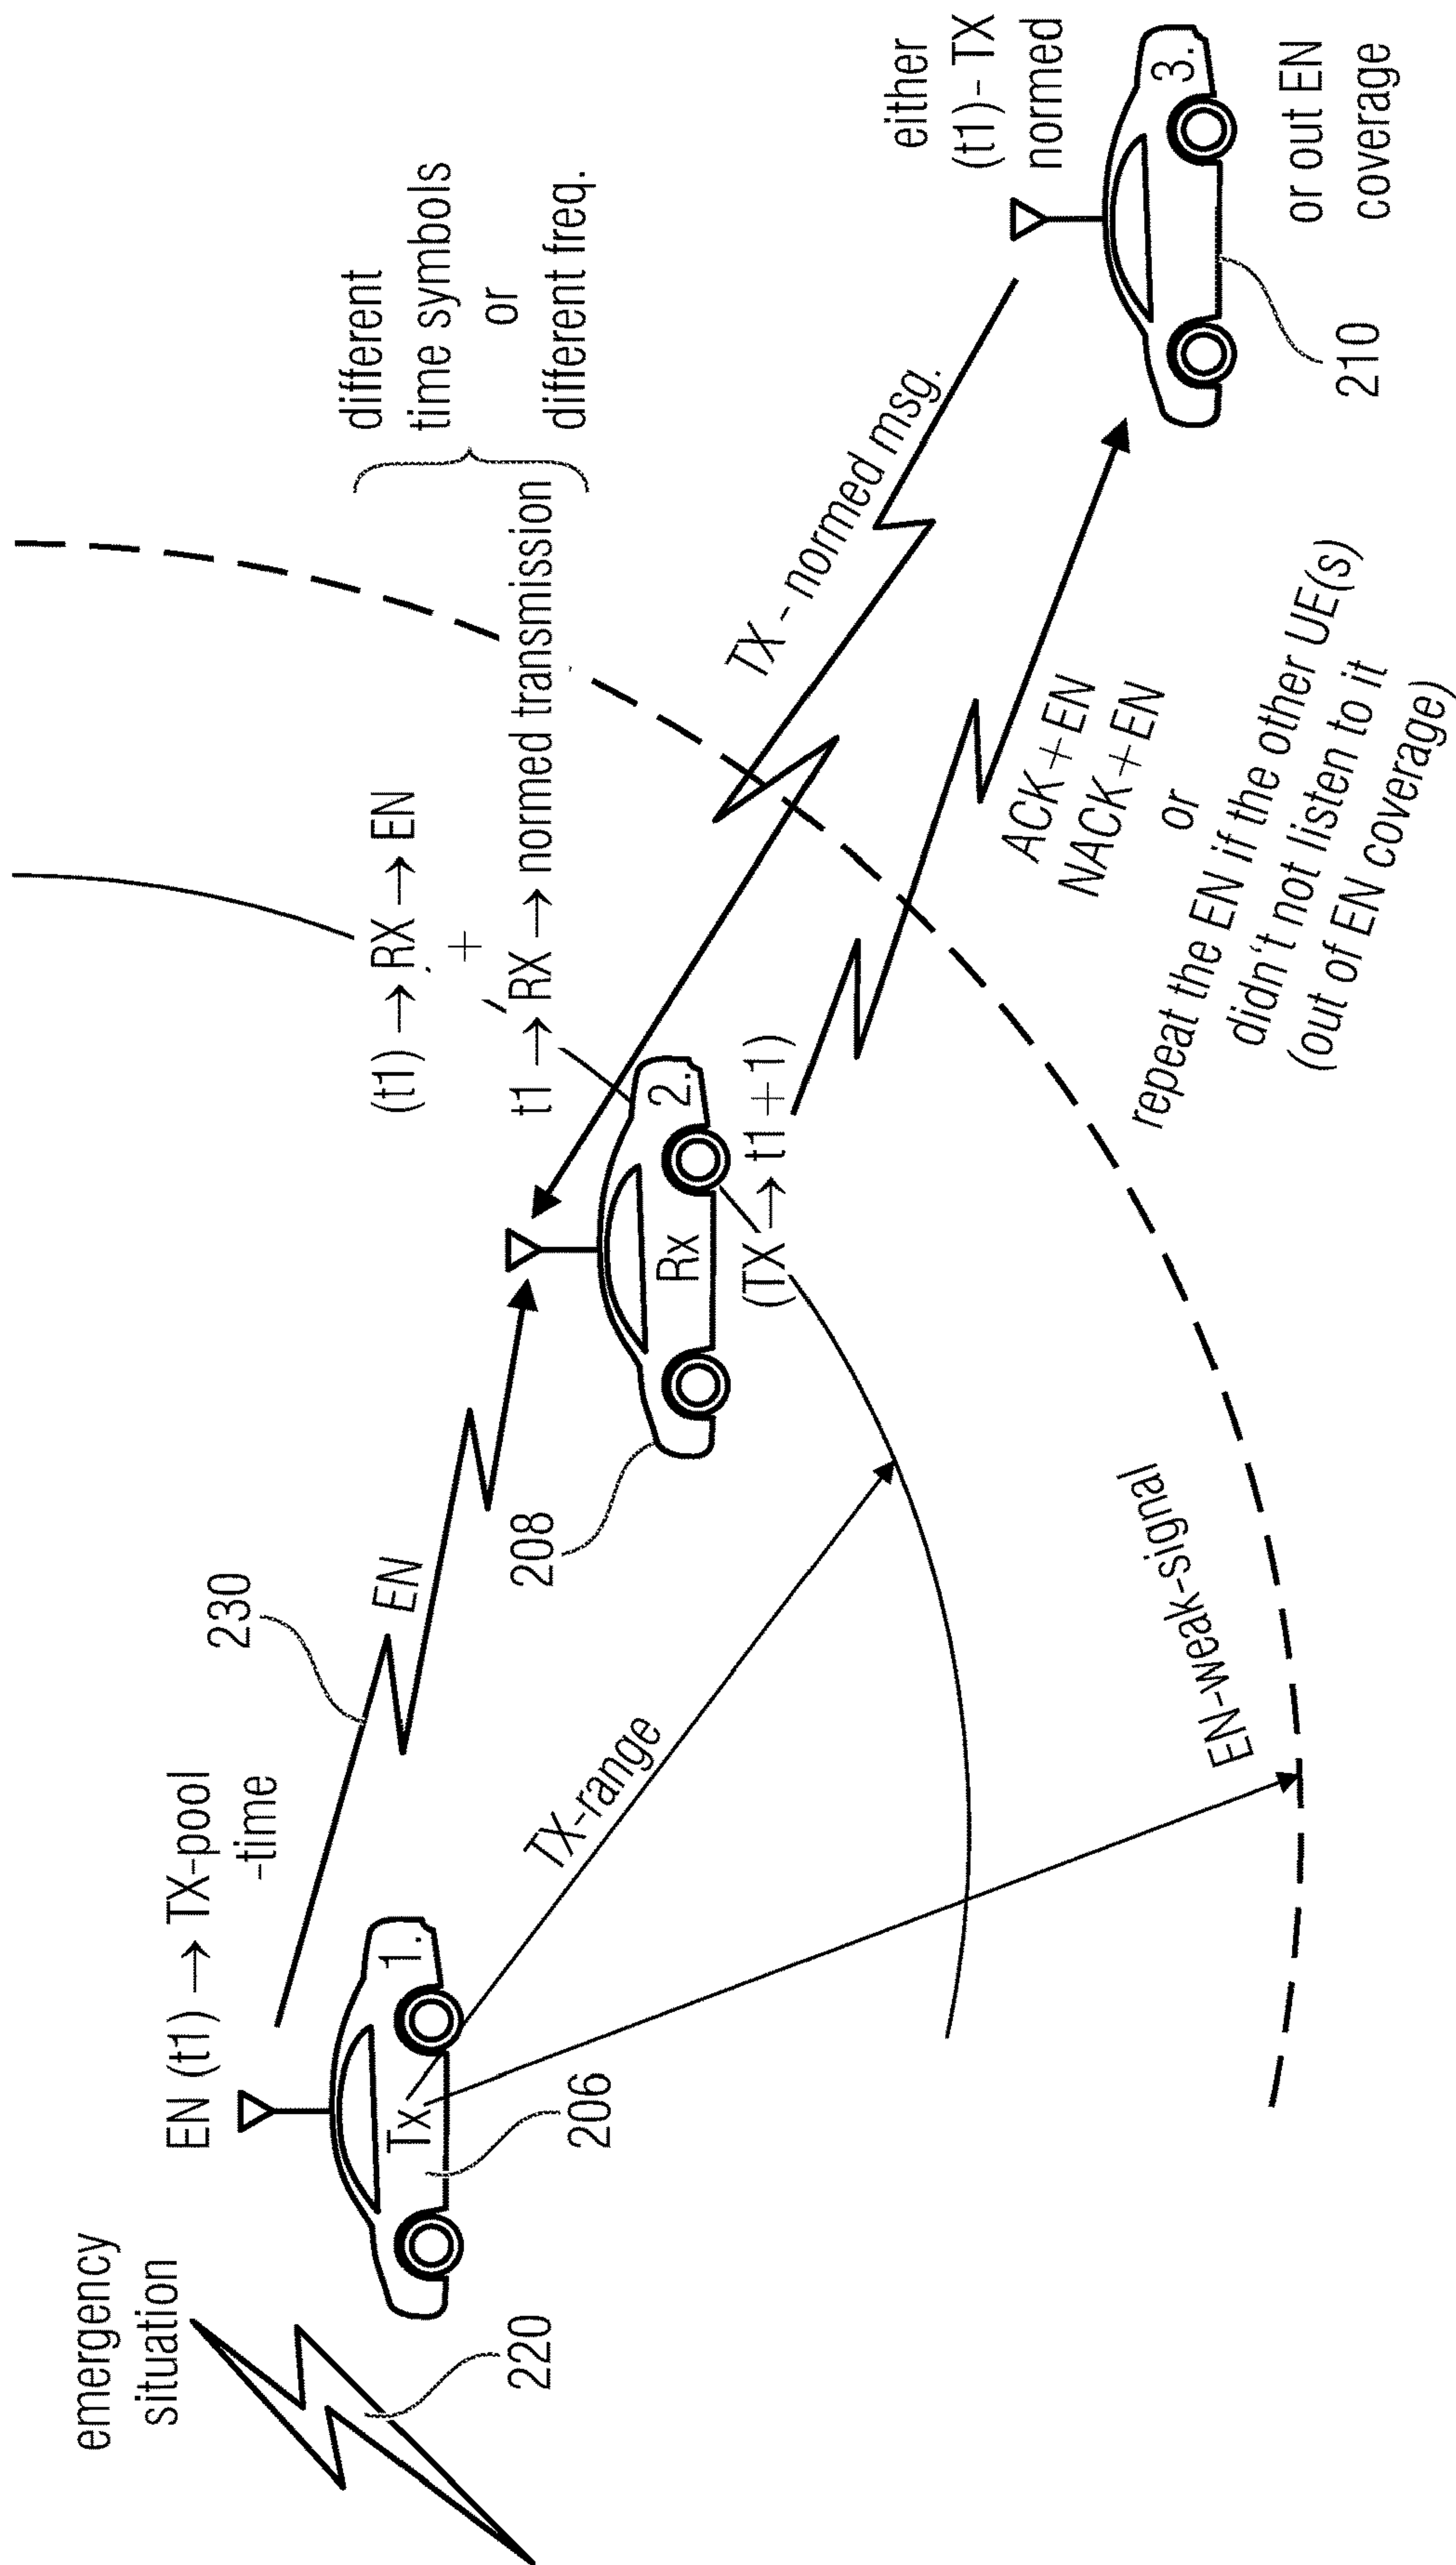 emergency
situation
220
EN (t1) → TX-pool
-time
Tx
1.
206
230
EN
TX-range
EN-weak-signal
208
Rx
2.
(t1) → RX → EN
+
t1 → RX → normed transmission
different
time symbols
or
different freq.
(TX → t1+1)
TX - normed msg.
ACK+EN
NACK+EN
or
repeat the EN if the other UE(s)
didn't not listen to it
(out of EN coverage)
either
(t1)- TX
normed
3.
210
or out EN
coverage